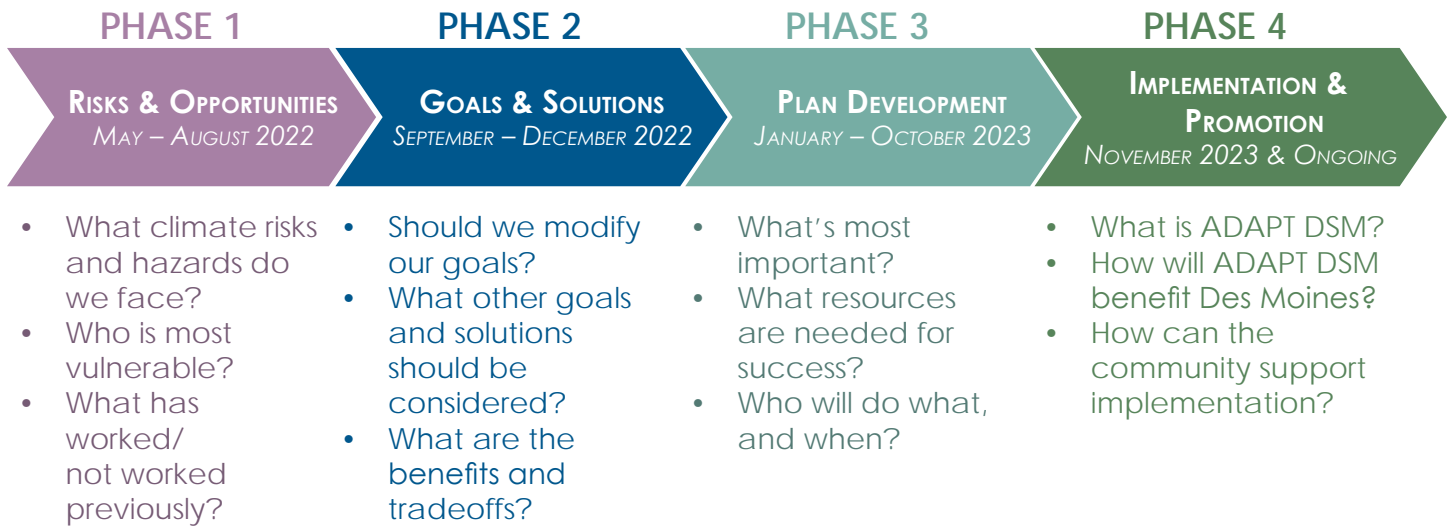 PHASE 1
RISKS & OPPORTUNITIES
MAY – AUGUST 2022
• What climate risks
and hazards do
we face?
• Who is most
vulnerable?
• What has
worked/
not worked
previously?
PHASE 2
GOALS & SOLUTIONS
SEPTEMBER – DECEMBER 2022
• Should we modify
our goals?
• What other goals
and solutions
should be
considered?
• What are the
benefits and
tradeoffs?
PHASE 3
PLAN DEVELOPMENT
JANUARY – OCTOBER 2023
• What's most
important?
• What resources
are needed for
success?
• Who will do what,
and when?
PHASE 4
IMPLEMENTATION &
PROMOTION
NOVEMBER 2023 & ONGOING
• What is ADAPT DSM?
• How will ADAPT DSM
benefit Des Moines?
• How can the
community support
implementation?